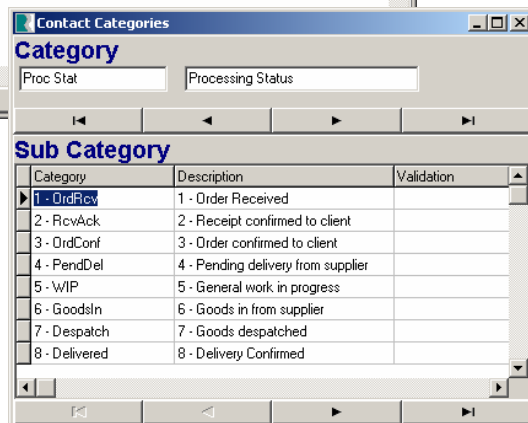 Contact Categories
Category
Proc Stat Processing Status
Sub Category
Category Description Validation
1 - OrdRcv 1 - Order Received
2 - RcvAck 2 - Receipt confirmed to client
3 - OrdConf 3 - Order confirmed to client
4 - PendDel 4 - Pending delivery from supplier
5 - WIP 5 - General work in progress
6 - GoodsIn 6 - Goods in from supplier
7 - Despatch 7 - Goods despatched
8 - Delivered 8 - Delivery Confirmed